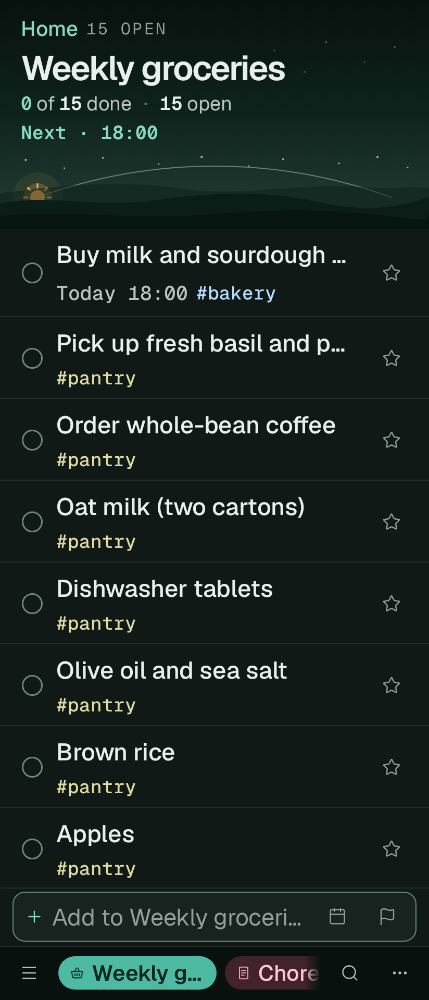 Home 15 OPEN
Weekly groceries
0 of 15 done · 15 open
Next · 18:00
Buy milk and sourdough …
Today 18:00 #bakery
Pick up fresh basil and p…
#pantry
Order whole-bean coffee
#pantry
Oat milk (two cartons)
#pantry
Dishwasher tablets
#pantry
Olive oil and sea salt
#pantry
Brown rice
#pantry
Apples
#pantry
+ Add to Weekly groceri…
Weekly g… Chore